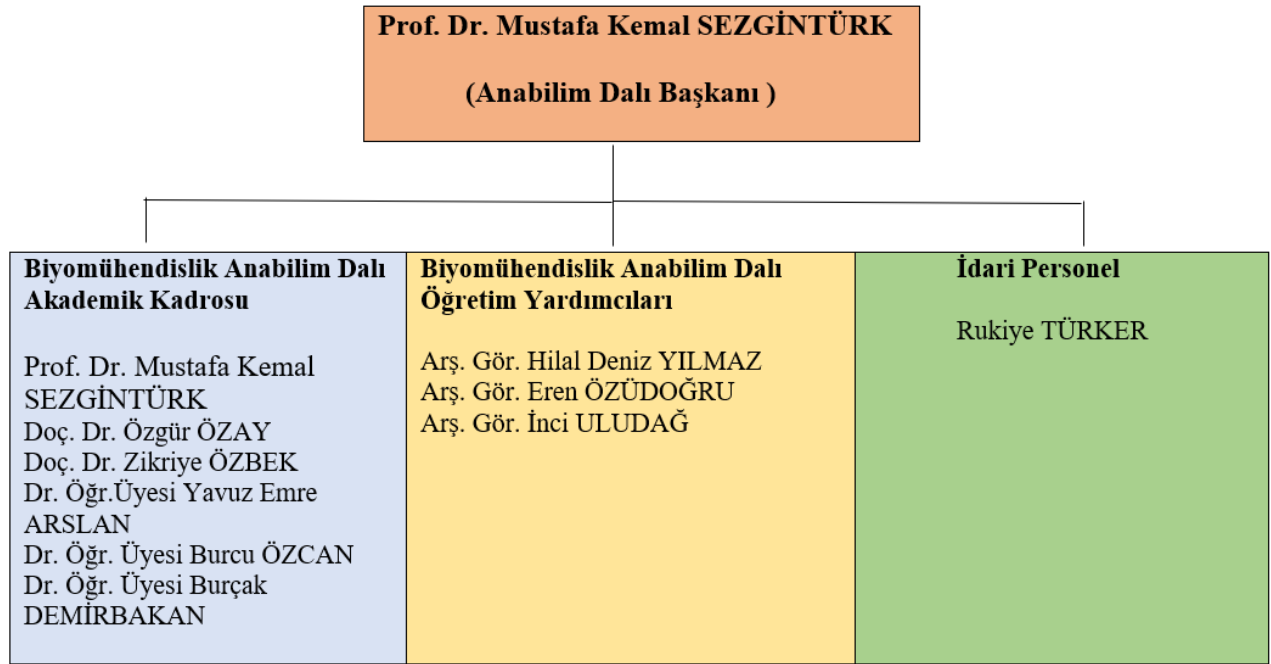 Prof. Dr. Mustafa Kemal SEZGİNTÜRK
(Anabilim Dalı Başkanı )
Biyomühendislik Anabilim Dalı
Akademik Kadrosu
Prof. Dr. Mustafa Kemal
SEZGİNTÜRK
Doç. Dr. Özgür ÖZAY
Doç. Dr. Zikriye ÖZBEK
Dr. Öğr.Üyesi Yavuz Emre
ARSLAN
Dr. Öğr. Üyesi Burcu ÖZCAN
Dr. Öğr. Üyesi Burçak
DEMİRBAKAN
Biyomühendislik Anabilim Dalı
Öğretim Yardımcıları
Arş. Gör. Hilal Deniz YILMAZ
Arş. Gör. Eren ÖZÜDOĞRU
Arş. Gör. İnci ULUDAĞ
İdari Personel
Rukiye TÜRKER